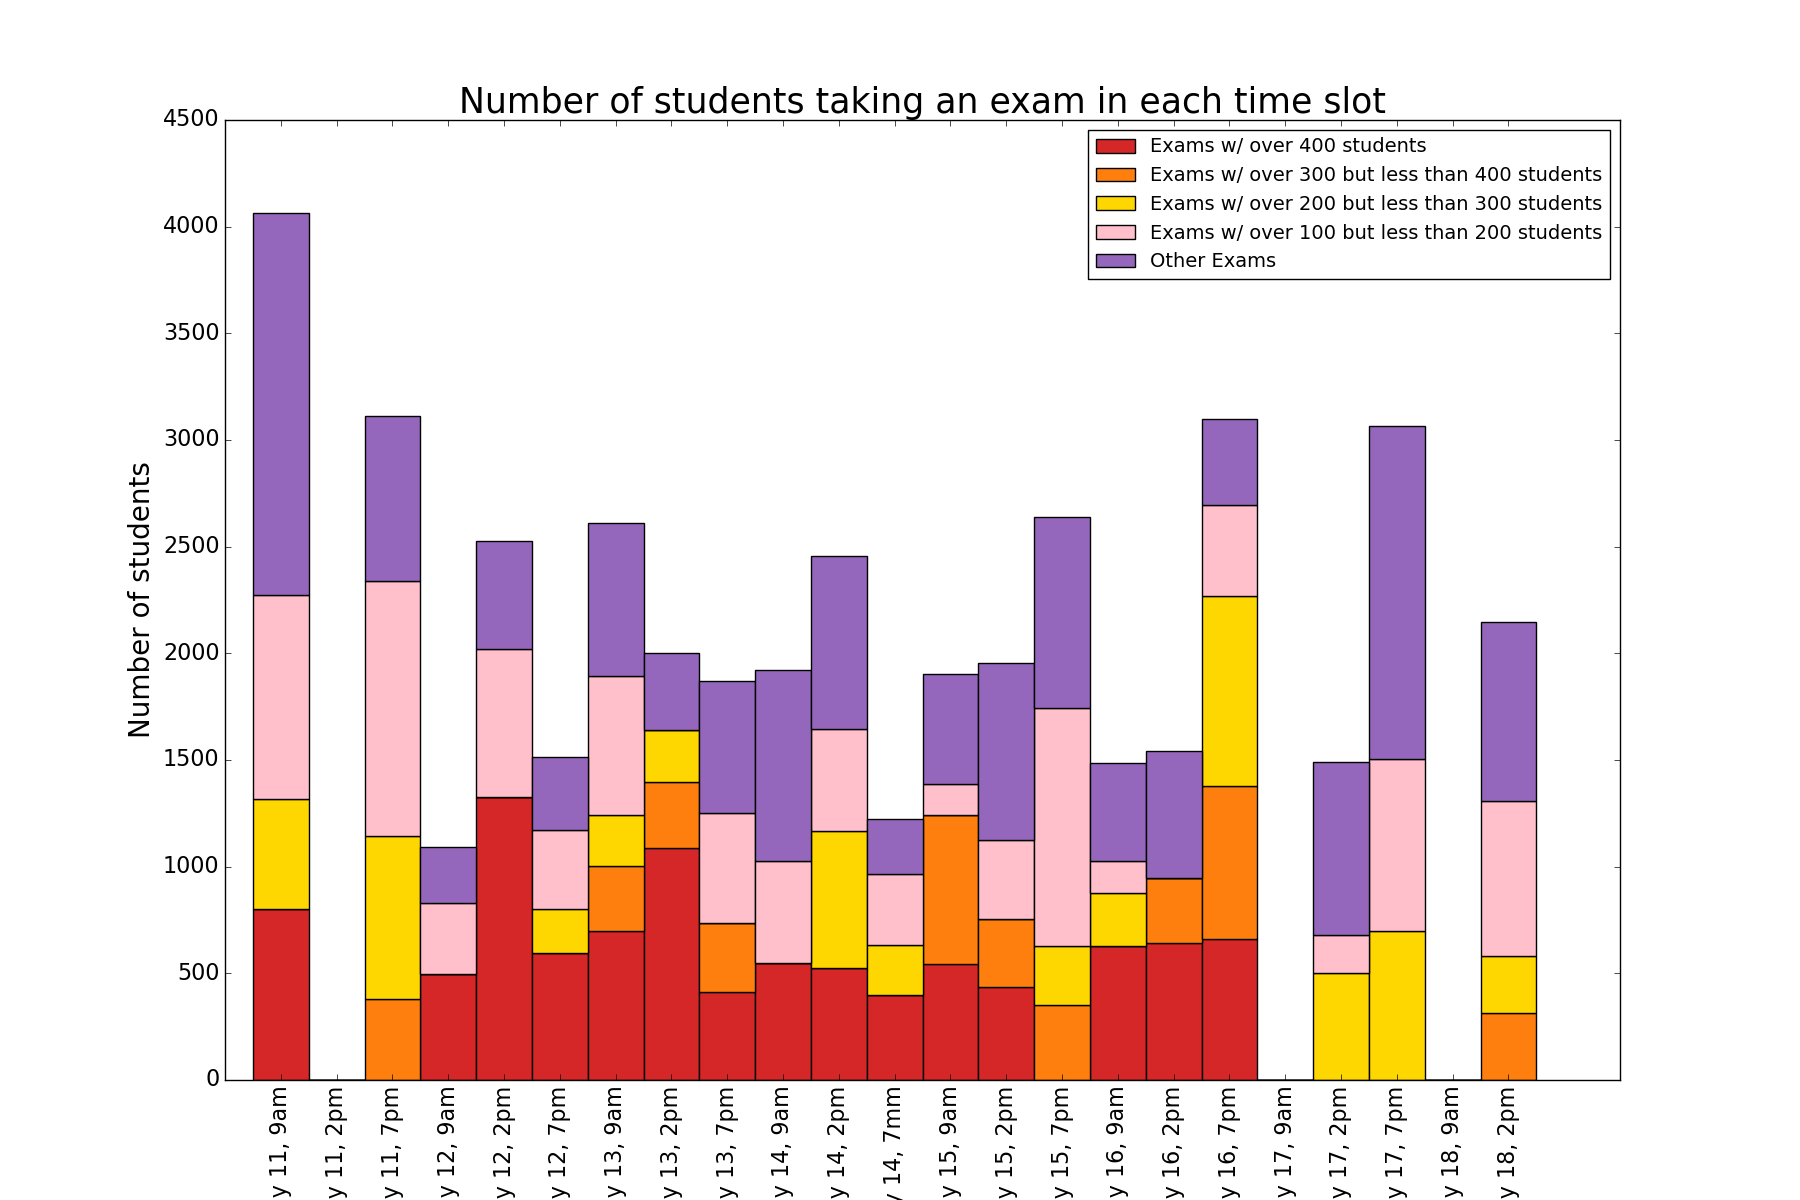 Number of students taking an exam in each time slot
Exams w/ over 400 students
Exams w/ over 300 but less than 400 students
Exams w/ over 200 but less than 300 students
Exams w/ over 100 but less than 200 students
Other Exams
Number of students
4500
4000
3500
3000
2500
2000
1500
1000
500
0
y 11, 9am
y 11, 2pm
y 11, 7pm
y 12, 9am
y 12, 2pm
y 12, 7pm
y 13, 9am
y 13, 2pm
y 13, 7pm
y 14, 9am
y 14, 2pm
y 14, 7mm
y 15, 9am
y 15, 2pm
y 15, 7pm
y 16, 9am
y 16, 2pm
y 16, 7pm
y 17, 9am
y 17, 2pm
y 17, 7pm
y 18, 9am
y 18, 2pm